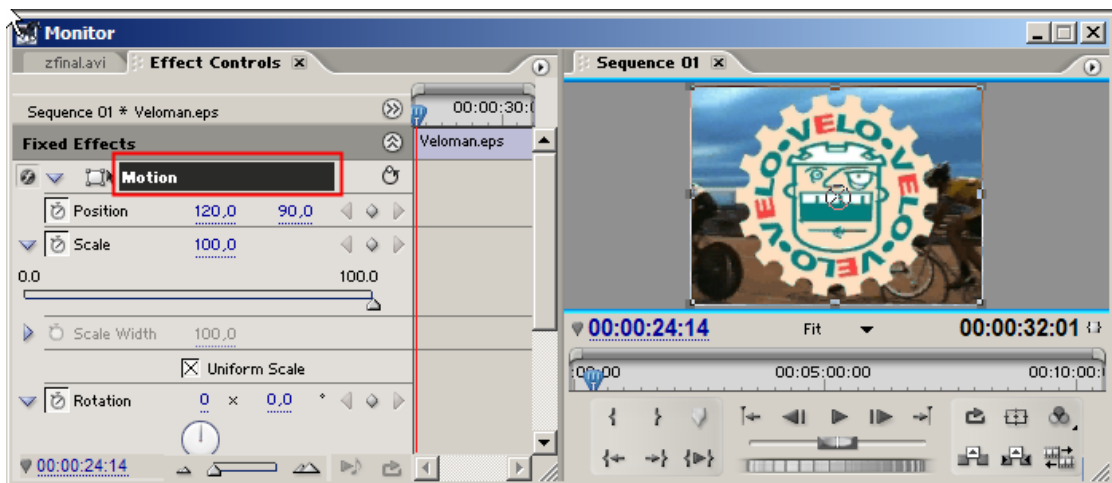 Monitor
zfinal.avi Effect Controls
Sequence 01 * Veloman.eps 00:00:30:(
Fixed Effects Veloman.eps
Motion
Position 120,0 90,0
Scale 100,0
0.0 100.0
Scale Width 100,0
Uniform Scale
Rotation 0 × 0,0 °
00:00:24:14
Sequence 01
VELO VELO VELO VELO
00:00:24:14 Fit 00:00:32:01
:00:00 00:05:00:00 00:10:00: